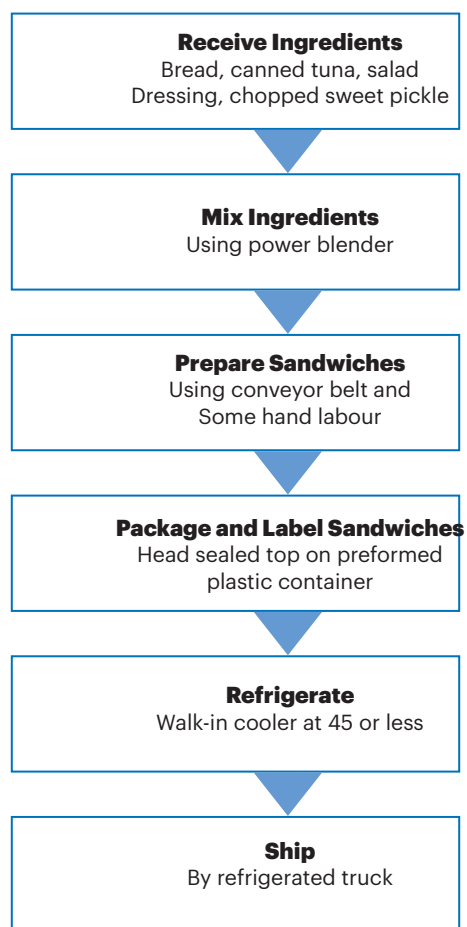 Receive Ingredients
Bread, canned tuna, salad
Dressing, chopped sweet pickle
Mix Ingredients
Using power blender
Prepare Sandwiches
Using conveyor belt and
Some hand labour
Package and Label Sandwiches
Head sealed top on preformed
plastic container
Refrigerate
Walk-in cooler at 45 or less
Ship
By refrigerated truck